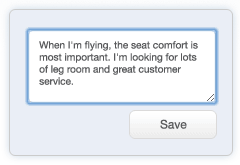 When I'm flying, the seat comfort is
most important. I'm looking for lots
of leg room and great customer
service.
Save